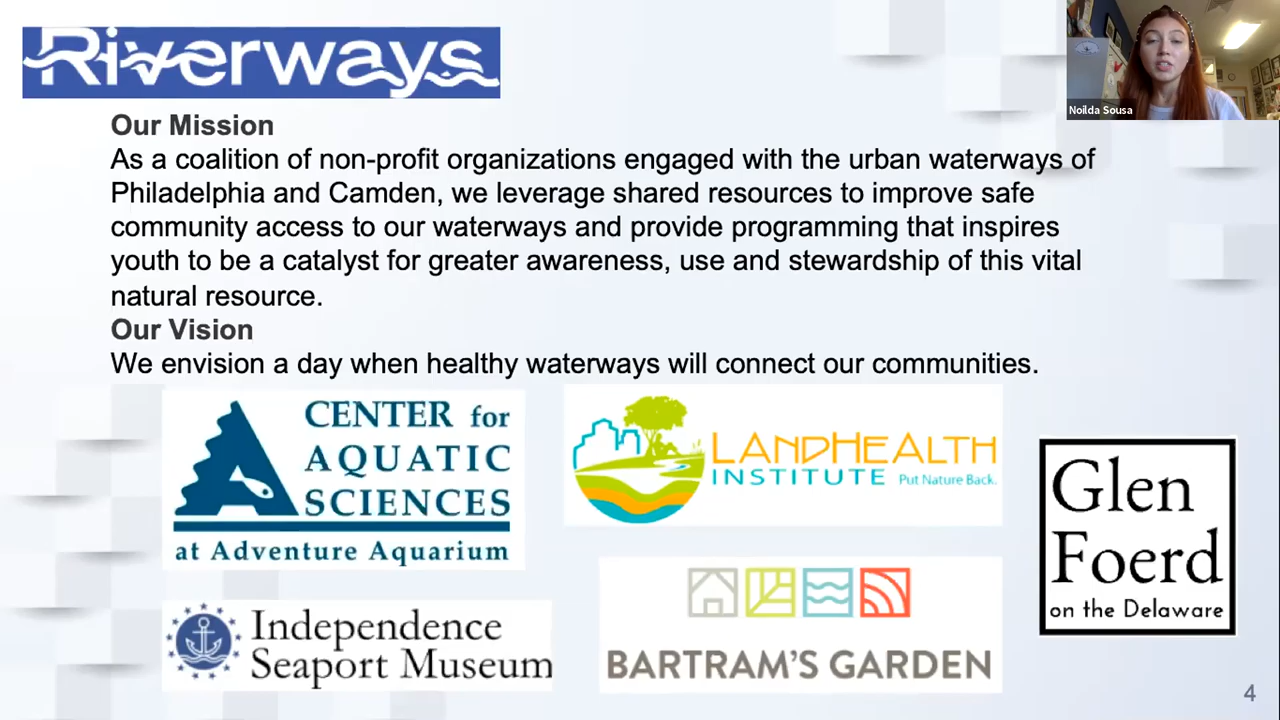 Riverways
Noilda Sousa
Our Mission
As a coalition of non-profit organizations engaged with the urban waterways of
Philadelphia and Camden, we leverage shared resources to improve safe
community access to our waterways and provide programming that inspires
youth to be a catalyst for greater awareness, use and stewardship of this vital
natural resource.
Our Vision
We envision a day when healthy waterways will connect our communities.
CENTER for
AQUATIC
SCIENCES
at Adventure Aquarium
LANDHEALTH
INSTITUTE Put Nature Back.
Glen
Foerd
on the Delaware
Independence
Seaport Museum
BARTRAM'S GARDEN
4